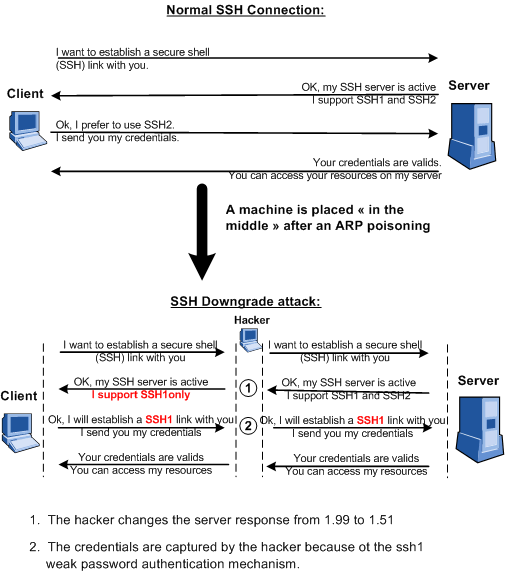 Normal SSH Connection:
I want to establish a secure shell
(SSH) link with you.
OK, my SSH server is active
I support SSH1 and SSH2
Client
Server
Ok, I prefer to use SSH2.
I send you my credentials.
Your credentials are valids.
You can access your resources on my server
A machine is placed « in the
middle » after an ARP poisoning
SSH Downgrade attack:
Hacker
I want to establish a secure shell
(SSH) link with you
I want to establish a secure shell
(SSH) link with you
OK, my SSH server is active
I support SSH1only
1
OK, my SSH server is active
I support SSH1 and SSH2
Client
Server
Ok, I will establish a SSH1 link with you
I send you my credentials
2
Ok, I will establish a SSH1 link with you
I send you my credentials
Your credentials are valids
You can access my resources
Your credentials are valids
You can access my resources
1. The hacker changes the server response from 1.99 to 1.51
2. The credentials are captured by the hacker because ot the ssh1
weak password authentication mechanism.